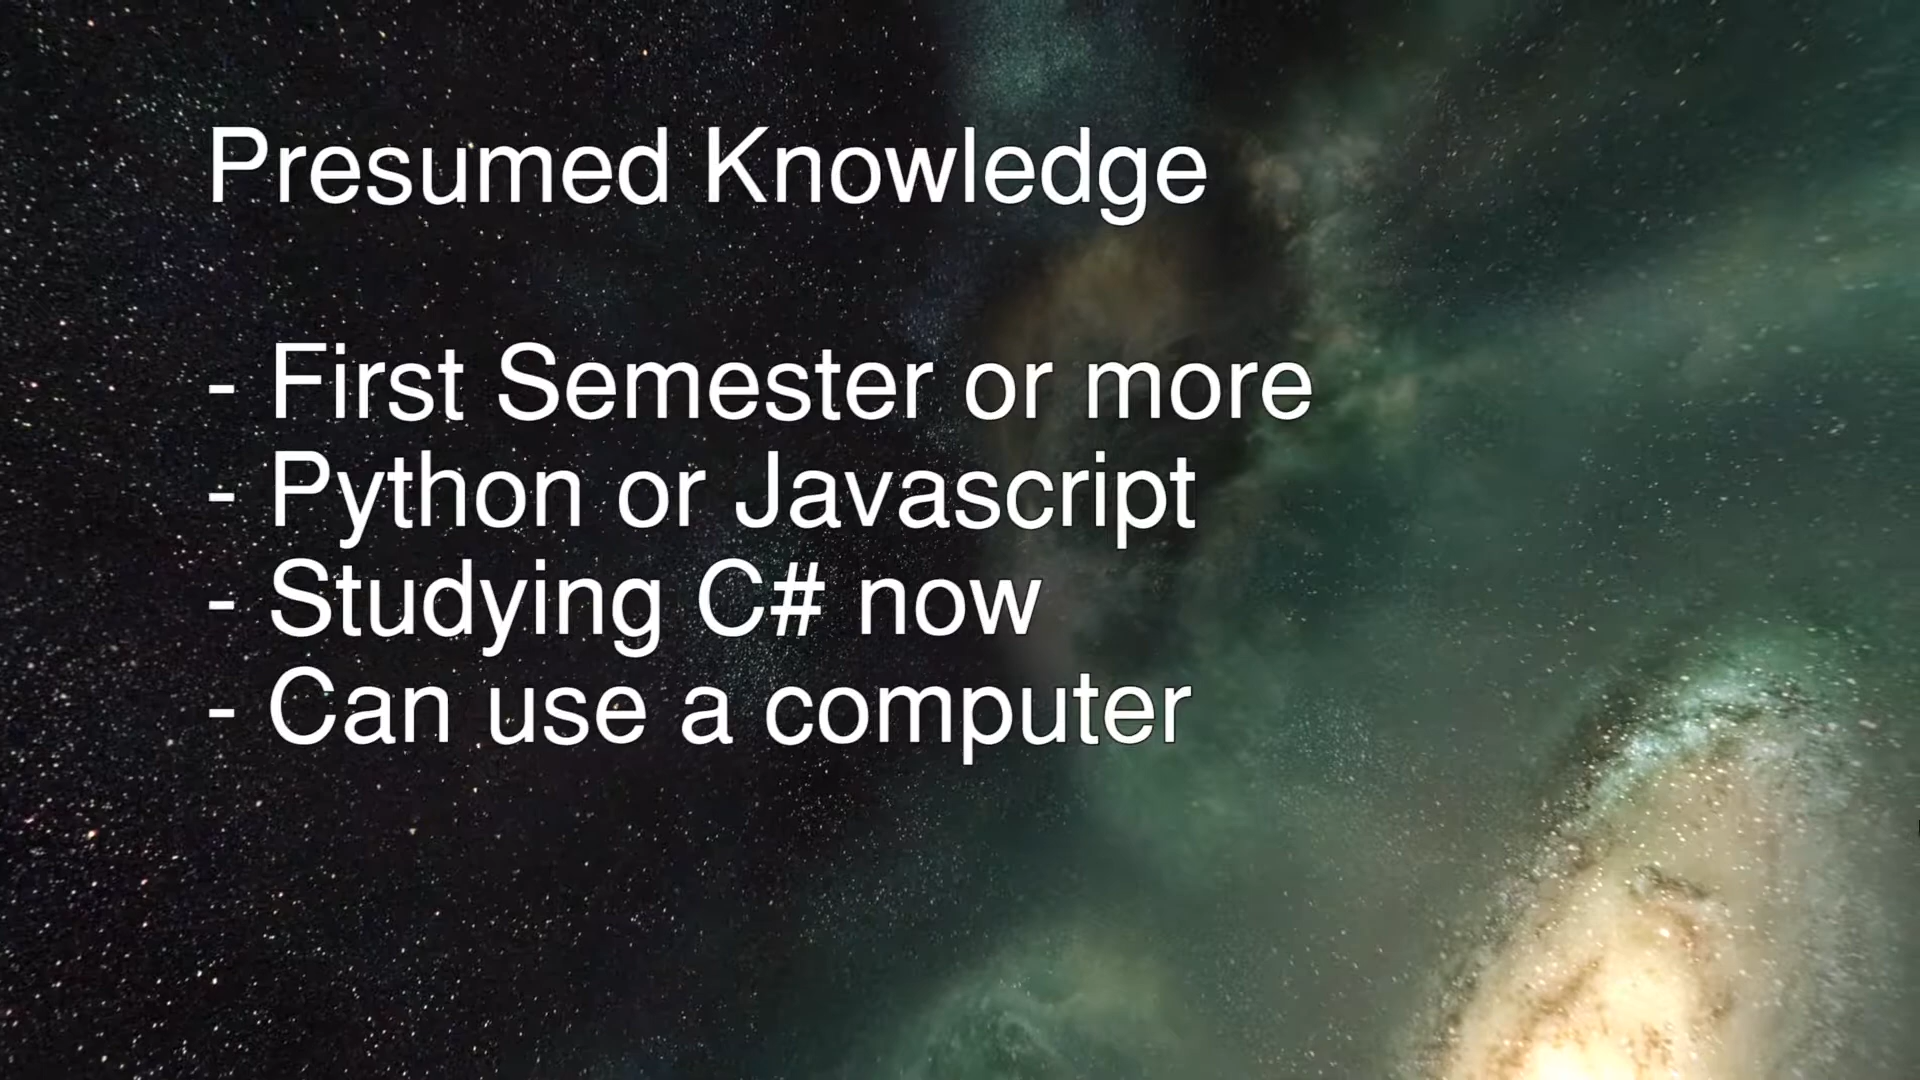 Presumed Knowledge
- First Semester or more
- Python or Javascript
- Studying C# now
- Can use a computer